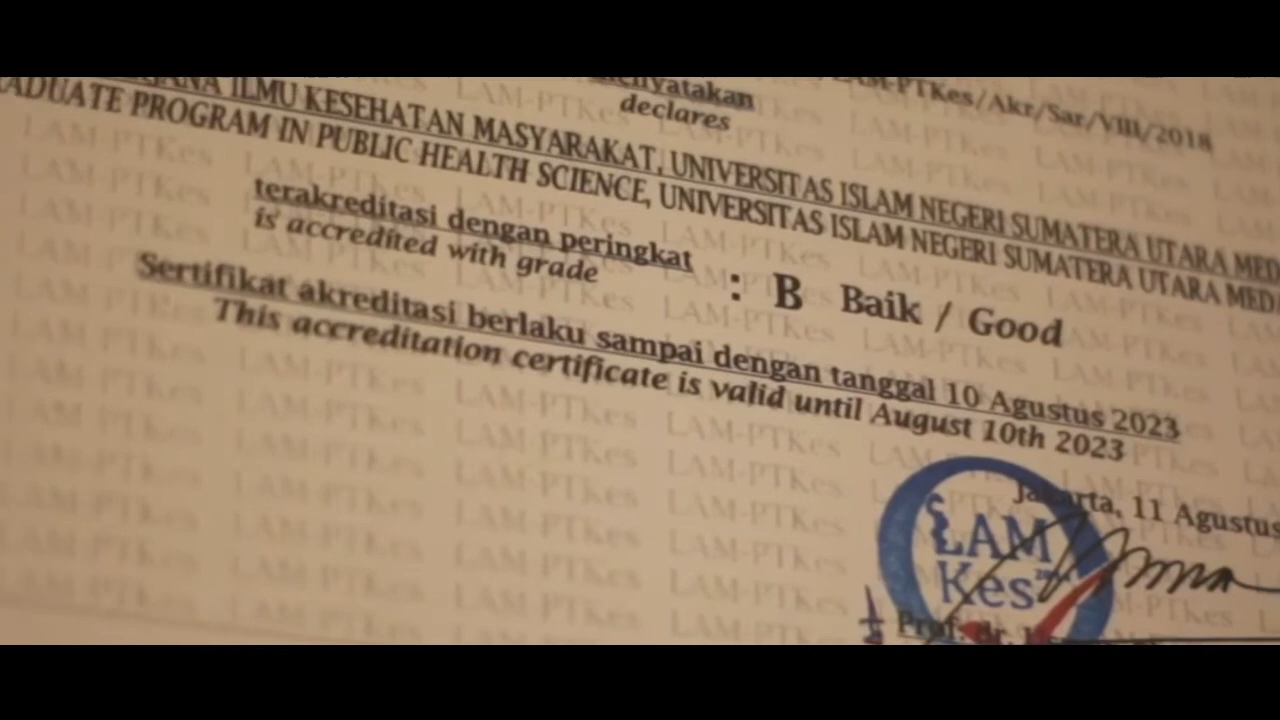 LAM-PTKes/Akr/Sar/VIII/2018
menyatakan
declares
ILMU KESEHATAN MASYARAKAT, UNIVERSITAS ISLAM NEGERI SUMATERA UTARA MED
PROGRAM IN PUBLIC HEALTH SCIENCE, UNIVERSITAS ISLAM NEGERI SUMATERA UTARA MED
terakreditasi dengan peringkat
is accredited with grade
: B Baik / Good
Sertifikat akreditasi berlaku sampai dengan tanggal 10 Agustus 2023
This accreditation certificate is valid until August 10th 2023
Jakarta, 11 Agustus
LAM
Kes
Prof. dr.